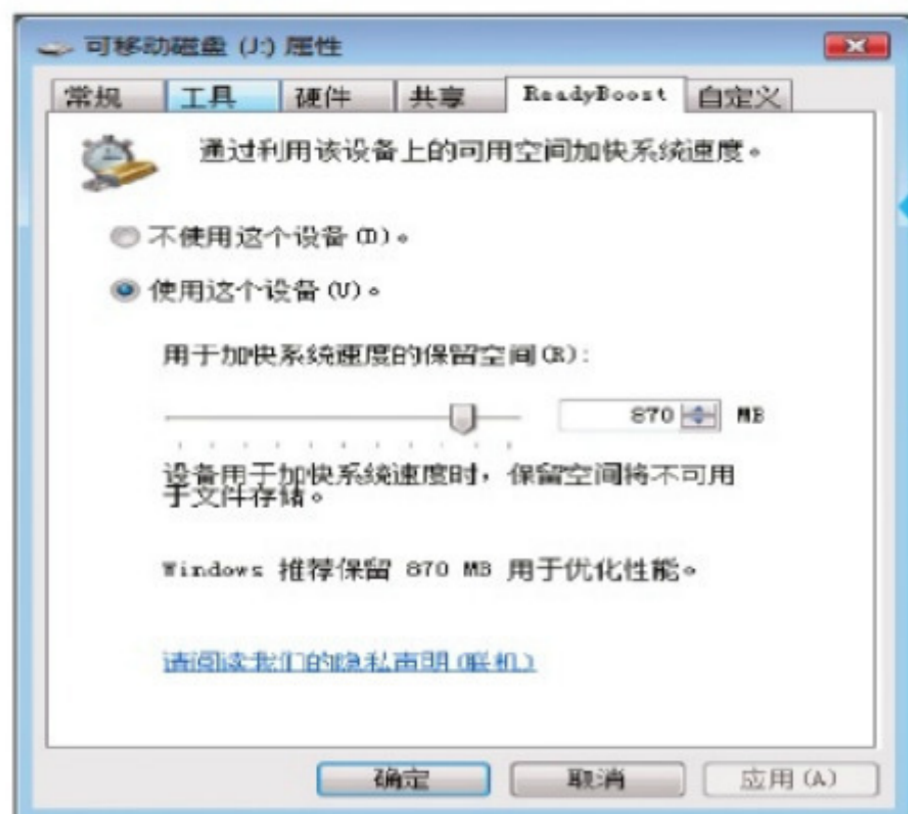 可移动磁盘 (J:) 属性
常规 工具 硬件 共享 ReadyBoost 自定义
通过利用该设备上的可用空间加快系统速度。
不使用这个设备(D)。
使用这个设备(U)。
用于加快系统速度的保留空间(R):
870 MB
设备用于加快系统速度时，保留空间将不可用
于文件存储。
Windows 推荐保留 870 MB 用于优化性能。
请阅读我们的隐私声明(联机)
确定 取消 应用(A)